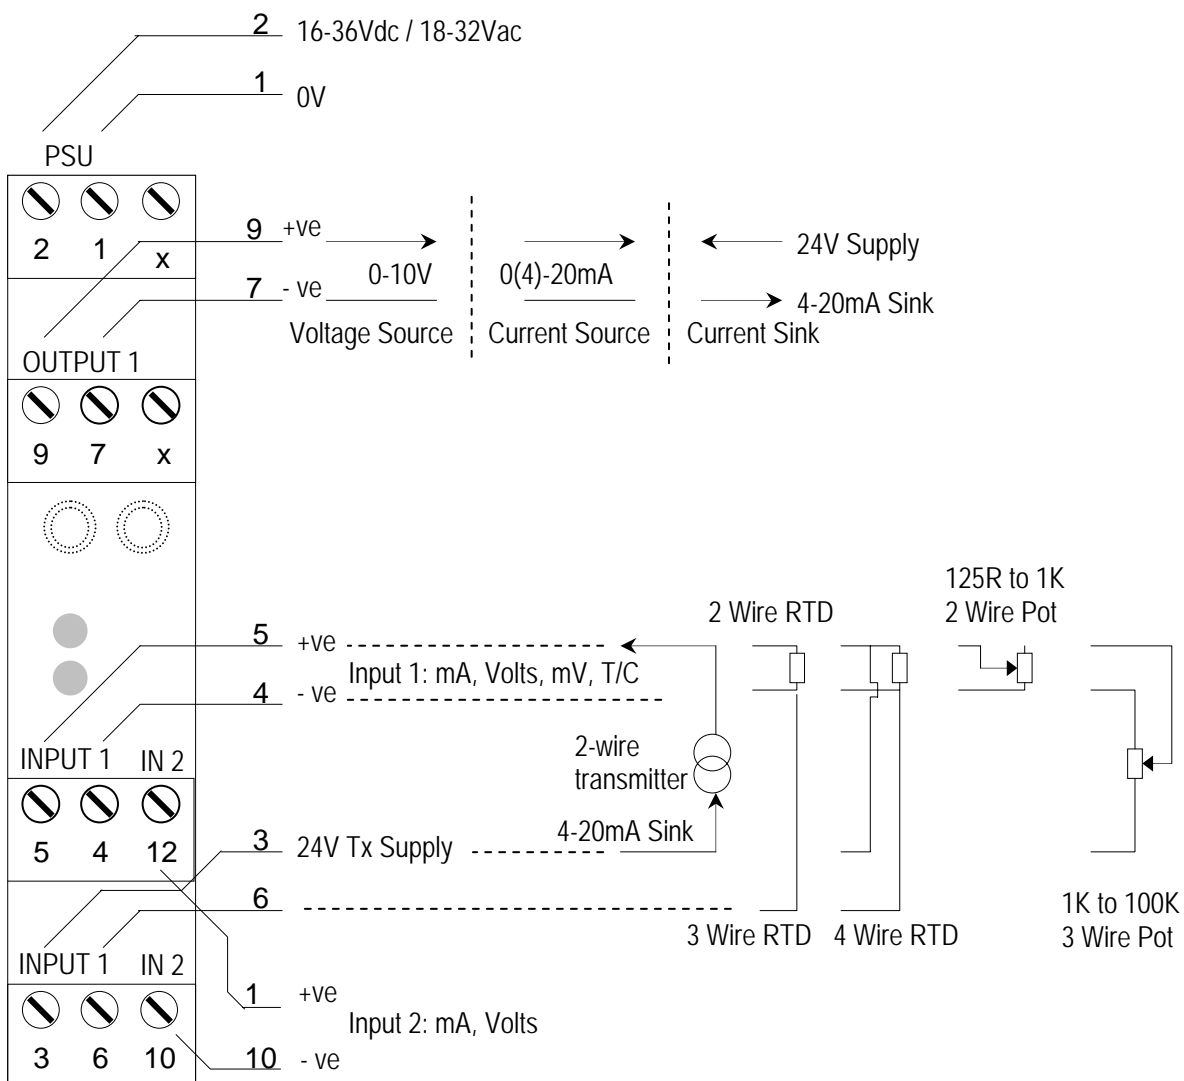 2 16-36Vdc / 18-32Vac
1 0V
PSU
2 1 x
9 +ve
24V Supply
0-10V 0(4)-20mA
7 - ve
4-20mA Sink
Voltage Source Current Source Current Sink
OUTPUT 1
9 7 x
125R to 1K
2 Wire RTD 2 Wire Pot
5 +ve
Input 1: mA, Volts, mV, T/C
4 - ve
INPUT 1 IN 2
2-wire
transmitter
5 4 12
3 24V Tx Supply 4-20mA Sink
6
1K to 100K
3 Wire RTD 4 Wire RTD 3 Wire Pot
INPUT 1 IN 2
1 +ve
Input 2: mA, Volts
3 6 10
10 - ve